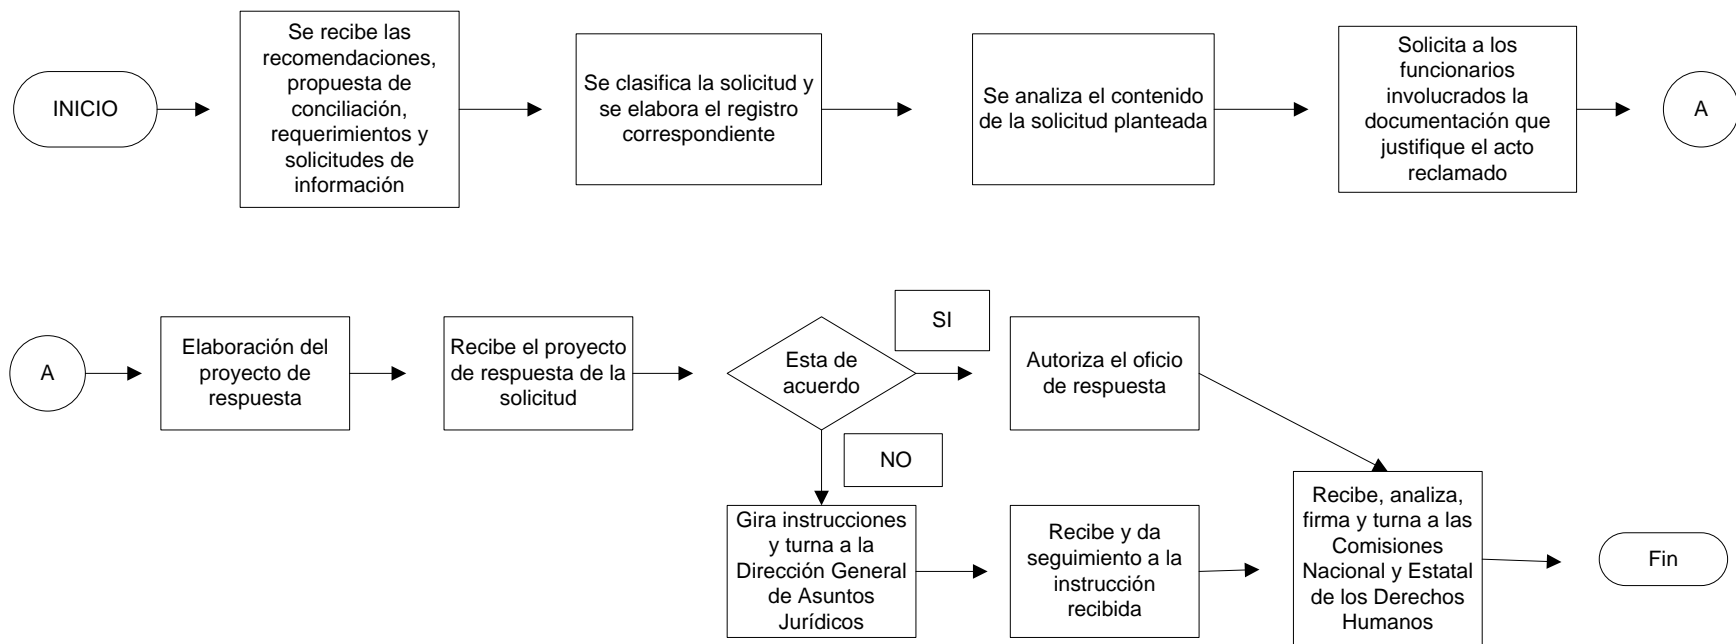 INICIO
Se recibe las
recomendaciones,
propuesta de
conciliación,
requerimientos y
solicitudes de
información
Se clasifica la solicitud y
se elabora el registro
correspondiente
Se analiza el contenido
de la solicitud planteada
Solicita a los
funcionarios
involucrados la
documentación que
justifique el acto
reclamado
A
A
Elaboración del
proyecto de
respuesta
Recibe el proyecto
de respuesta de la
solicitud
Esta de
acuerdo
SI
Autoriza el oficio
de respuesta
NO
Gira instrucciones
y turna a la
Dirección General
de Asuntos
Jurídicos
Recibe y da
seguimiento a la
instrucción
recibida
Recibe, analiza,
firma y turna a las
Comisiones
Nacional y Estatal
de los Derechos
Humanos
Fin